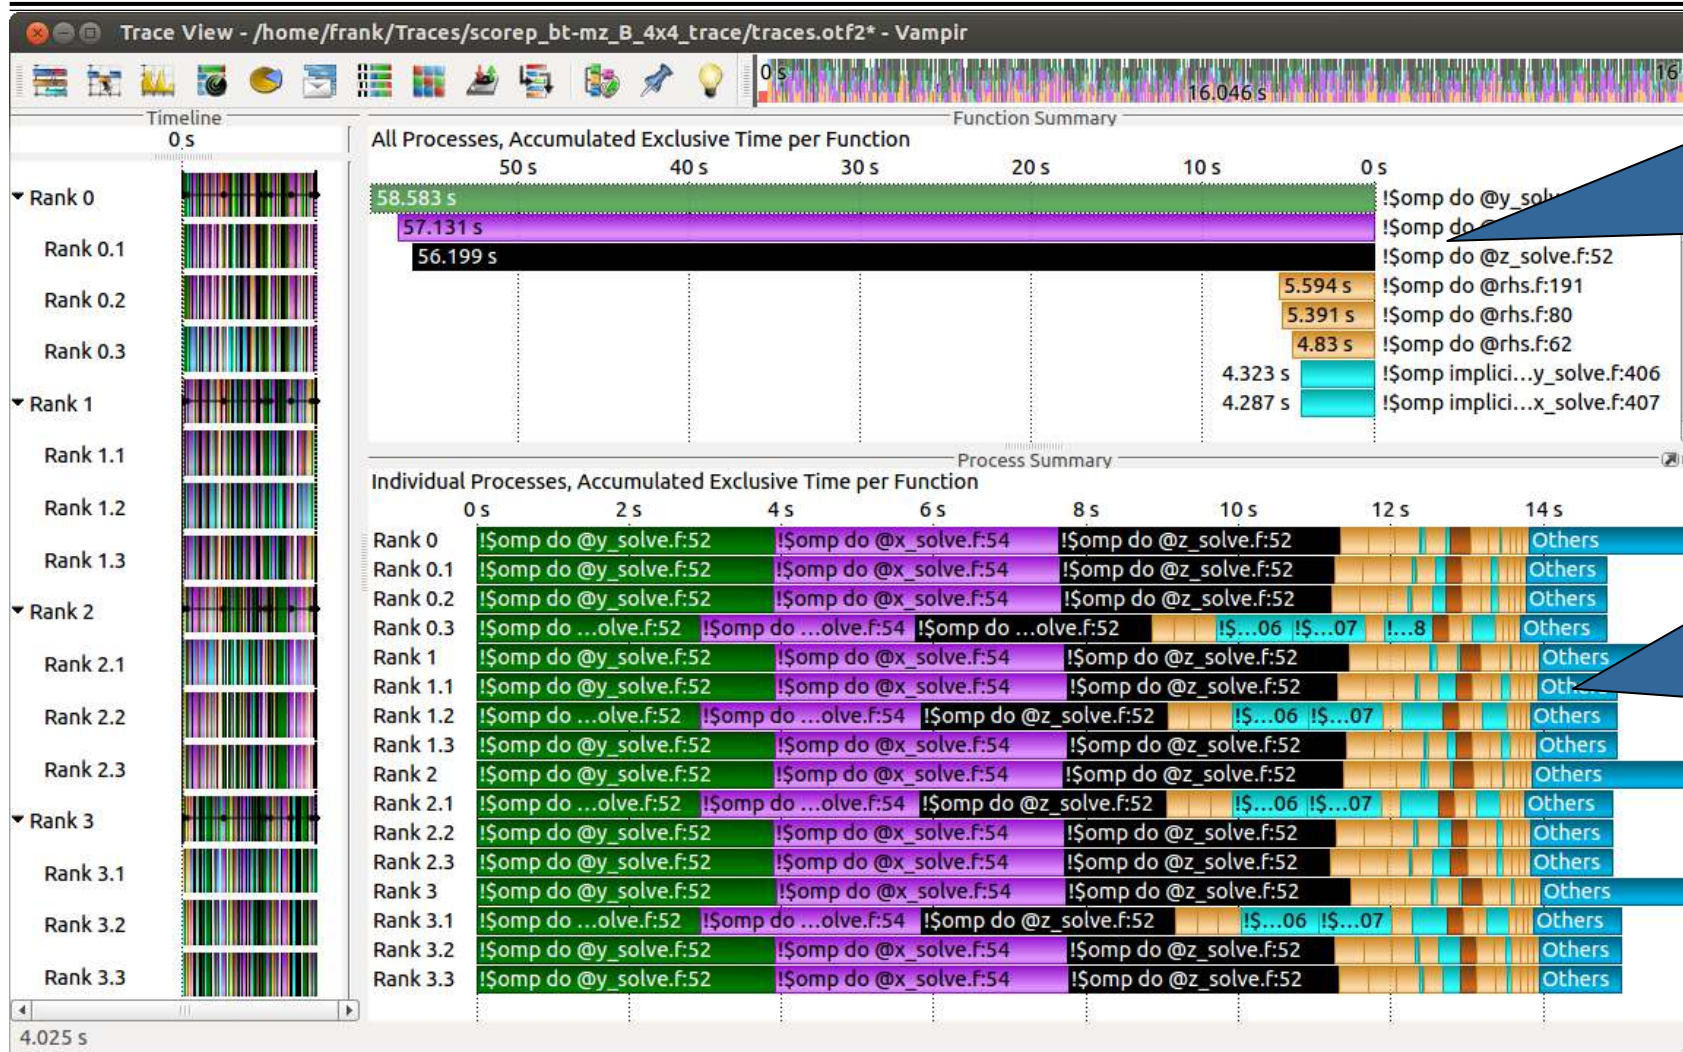 Trace View - /home/frank/Traces/scorep_bt-mz_B_4x4_trace/traces.otf2* - Vampir
0 s 16.046 s 16
Timeline
0 s
Rank 0
Rank 0.1
Rank 0.2
Rank 0.3
Rank 1
Rank 1.1
Rank 1.2
Rank 1.3
Rank 2
Rank 2.1
Rank 2.2
Rank 2.3
Rank 3
Rank 3.1
Rank 3.2
Rank 3.3
Function Summary
All Processes, Accumulated Exclusive Time per Function
50 s 40 s 30 s 20 s 10 s 0 s
58.583 s !$omp do
57.131 s !$omp do
56.199 s !$omp do @z_solve.f:52
5.594 s !$omp do @rhs.f:191
5.391 s !$omp do @rhs.f:80
4.83 s !$omp do @rhs.f:62
4.323 s !$omp implici...y_solve.f:406
4.287 s !$omp implici...x_solve.f:407
Process Summary
Individual Processes, Accumulated Exclusive Time per Function
0 s 2 s 4 s 6 s 8 s 10 s 12 s 14 s
Rank 0 !$omp do @y_solve.f:52 !$omp do @x_solve.f:54 !$omp do @z_solve.f:52 Others
Rank 0.1 !$omp do @y_solve.f:52 !$omp do @x_solve.f:54 !$omp do @z_solve.f:52 Others
Rank 0.2 !$omp do @y_solve.f:52 !$omp do @x_solve.f:54 !$omp do @z_solve.f:52 Others
Rank 0.3 !$omp do ...olve.f:52 !$omp do ...olve.f:54 !$omp do ...olve.f:52 !$...06 !$...07 !...8 Others
Rank 1 !$omp do @y_solve.f:52 !$omp do @x_solve.f:54 !$omp do @z_solve.f:52 Others
Rank 1.1 !$omp do @y_solve.f:52 !$omp do @x_solve.f:54 !$omp do @z_solve.f:52
Rank 1.2 !$omp do ...olve.f:52 !$omp do ...olve.f:54 !$omp do @z_solve.f:52 !$...06 !$...07 Others
Rank 1.3 !$omp do @y_solve.f:52 !$omp do @x_solve.f:54 !$omp do @z_solve.f:52 Others
Rank 2 !$omp do @y_solve.f:52 !$omp do @x_solve.f:54 !$omp do @z_solve.f:52 Others
Rank 2.1 !$omp do ...olve.f:52 !$omp do ...olve.f:54 !$omp do @z_solve.f:52 !$...06 !$...07 Others
Rank 2.2 !$omp do @y_solve.f:52 !$omp do @x_solve.f:54 !$omp do @z_solve.f:52 Others
Rank 2.3 !$omp do @y_solve.f:52 !$omp do @x_solve.f:54 !$omp do @z_solve.f:52 Others
Rank 3 !$omp do @y_solve.f:52 !$omp do @x_solve.f:54 !$omp do @z_solve.f:52 Others
Rank 3.1 !$omp do ...olve.f:52 !$omp do ...olve.f:54 !$omp do @z_solve.f:52 !$...06 !$...07 Others
Rank 3.2 !$omp do @y_solve.f:52 !$omp do @x_solve.f:54 !$omp do @z_solve.f:52 Others
Rank 3.3 !$omp do @y_solve.f:52 !$omp do @x_solve.f:54 !$omp do @z_solve.f:52 Others
4.025 s